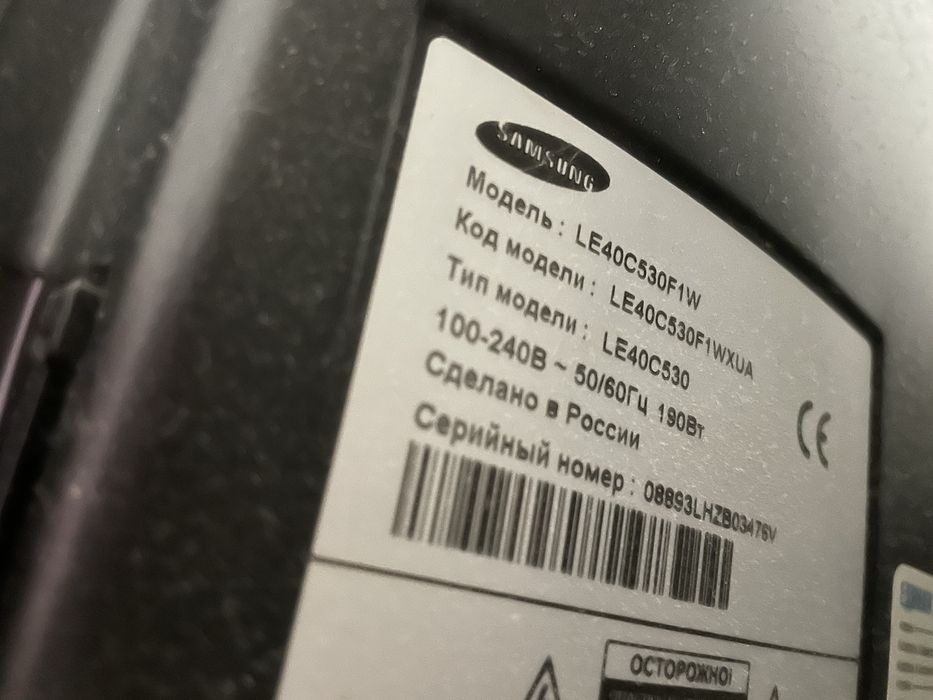 SAMSUNG
Модель : LE40C530F1W
Код модели : LE40C530F1WXUA
Тип модели : LE40C530
100-240В ~ 50/60Гц 190Вт
Сделано в России
Серийный номер : 08893LHZB03476V
CE
ОСТОРОЖНО!